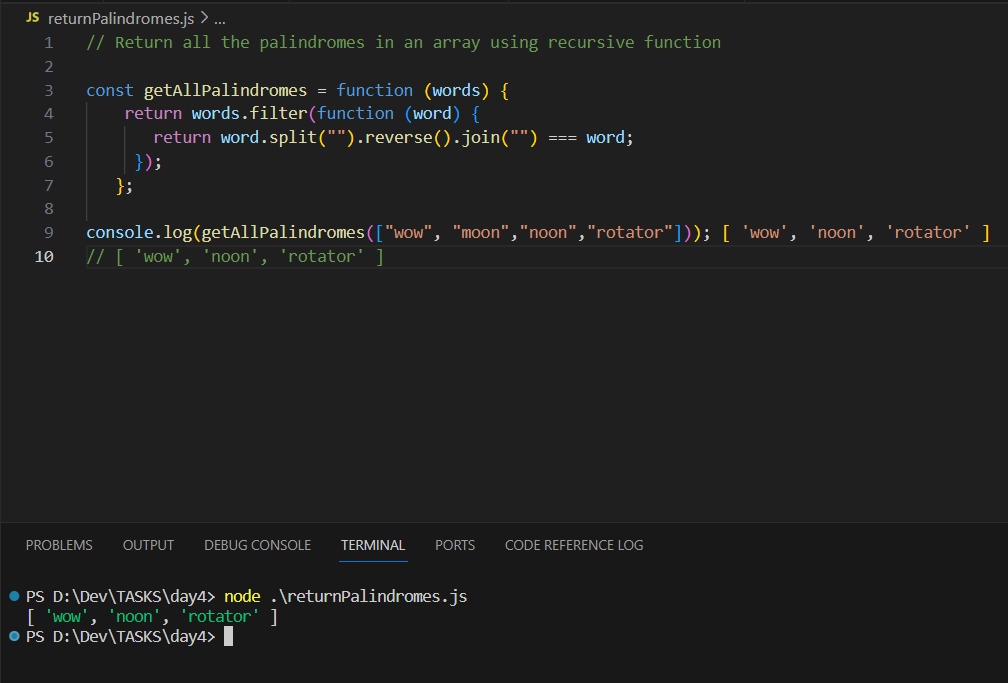 JS returnPalindromes.js > ...
1 // Return all the palindromes in an array using recursive function
2
3 const getAllPalindromes = function (words) {
4 return words.filter(function (word) {
5 return word.split("").reverse().join("") === word;
6 });
7 };
8
9 console.log(getAllPalindromes(["wow", "moon","noon","rotator"])); [ 'wow', 'noon', 'rotator' ]
10 // [ 'wow', 'noon', 'rotator' ]
PROBLEMS OUTPUT DEBUG CONSOLE TERMINAL PORTS CODE REFERENCE LOG
PS D:\Dev\TASKS\day4> node .\returnPalindromes.js
[ 'wow', 'noon', 'rotator' ]
PS D:\Dev\TASKS\day4>